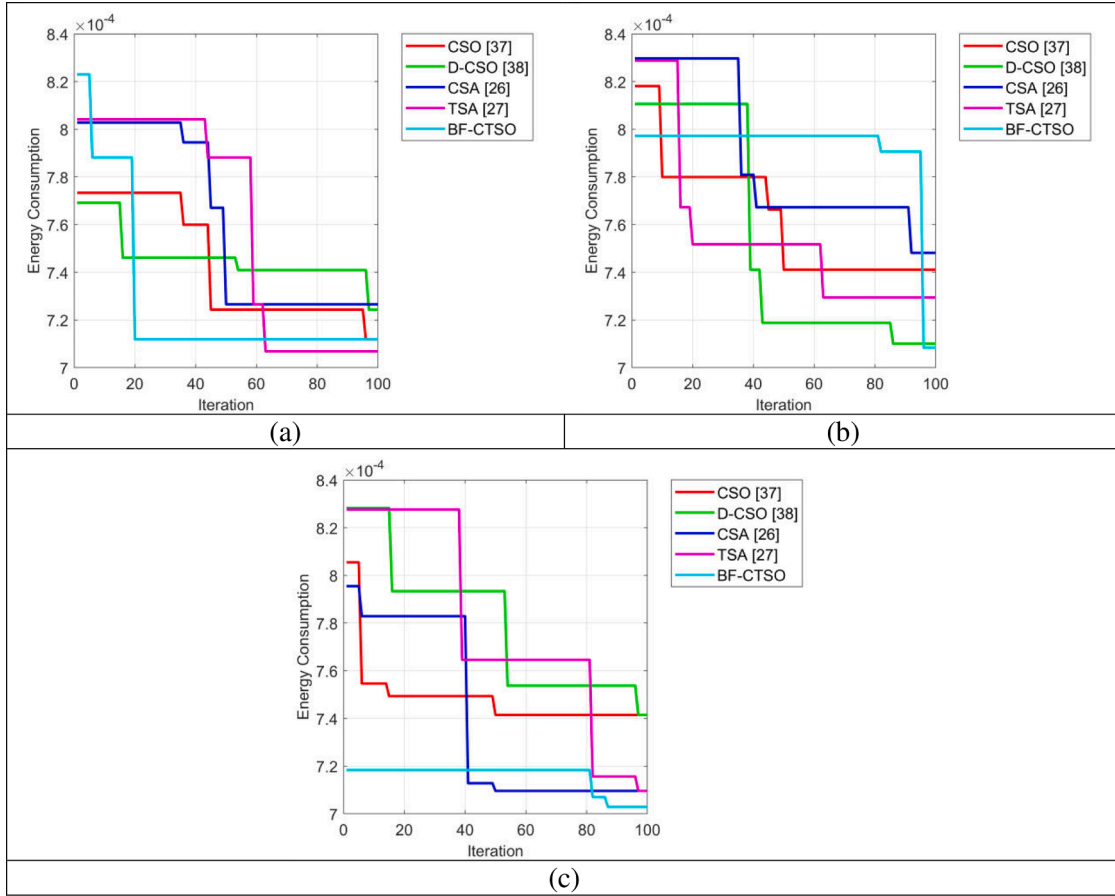 ×10-4
8.4
8.2
8
7.8
7.6
7.4
7.2
7
0 20 40 60 80 100
Energy Consumption
Iteration
CSO [37]
D-CSO [38]
CSA [26]
TSA [27]
BF-CTSO
×10-4
8.4
8.2
8
7.8
7.6
7.4
7.2
7
0 20 40 60 80 100
Energy Consumption
Iteration
CSO [37]
D-CSO [38]
CSA [26]
TSA [27]
BF-CTSO
(a)
(b)
×10-4
8.4
8.2
8
7.8
7.6
7.4
7.2
7
0 20 40 60 80 100
Energy Consumption
Iteration
CSO [37]
D-CSO [38]
CSA [26]
TSA [27]
BF-CTSO
(c)